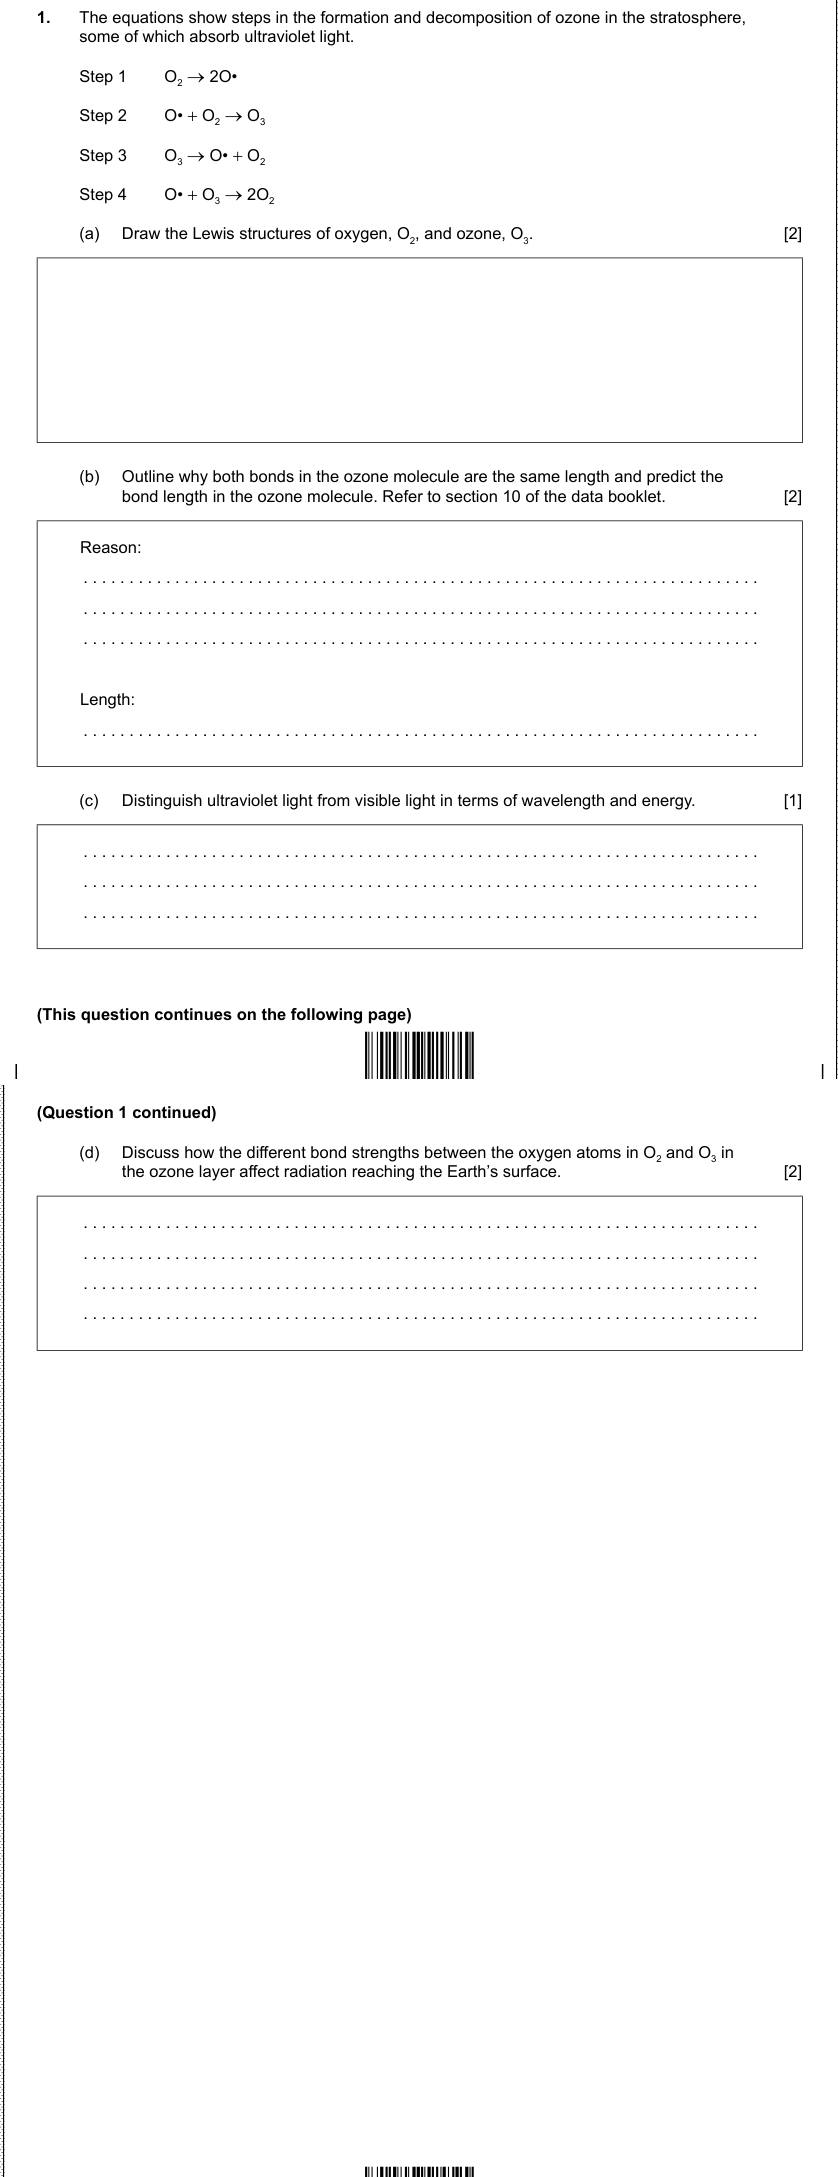 1. The equations show steps in the formation and decomposition of ozone in the stratosphere,
some of which absorb ultraviolet light.
Step 1 O₂ → 2O•
Step 2 O• + O₂ → O₃
Step 3 O₃ → O• + O₂
Step 4 O• + O₃ → 2O₂
(a) Draw the Lewis structures of oxygen, O₂, and ozone, O₃. [2]
(b) Outline why both bonds in the ozone molecule are the same length and predict the
bond length in the ozone molecule. Refer to section 10 of the data booklet. [2]
Reason:
Length:
(c) Distinguish ultraviolet light from visible light in terms of wavelength and energy. [1]
(This question continues on the following page)
(Question 1 continued)
(d) Discuss how the different bond strengths between the oxygen atoms in O₂ and O₃ in
the ozone layer affect radiation reaching the Earth’s surface. [2]